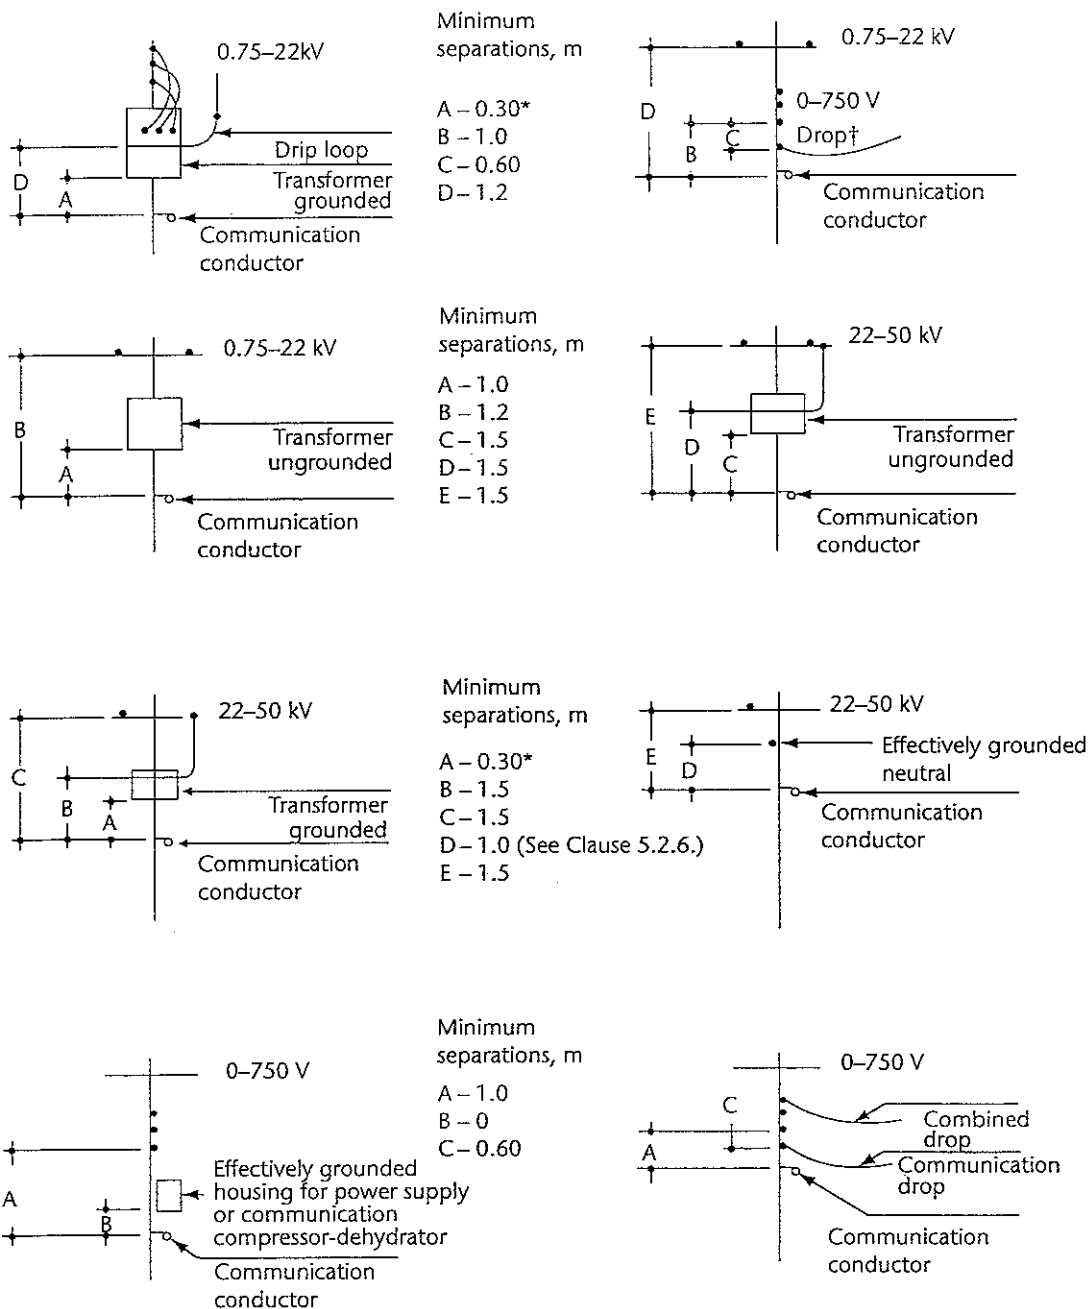 0.75–22kV
D
A
Drip loop
Transformer
grounded
Communication
conductor
Minimum
separations, m
A – 0.30*
B – 1.0
C – 0.60
D – 1.2
0.75–22 kV
D
B
C
0–750 V
Drop†
Communication
conductor
0.75–22 kV
B
A
Transformer
ungrounded
Communication
conductor
Minimum
separations, m
A – 1.0
B – 1.2
C – 1.5
D – 1.5
E – 1.5
22–50 kV
E
D
C
Transformer
ungrounded
Communication
conductor
22–50 kV
C
B
A
Transformer
grounded
Communication
conductor
Minimum
separations, m
A – 0.30*
B – 1.5
C – 1.5
D – 1.0 (See Clause 5.2.6.)
E – 1.5
22–50 kV
E
D
Effectively grounded
neutral
Communication
conductor
0–750 V
A
B
Effectively grounded
housing for power supply
or communication
compressor-dehydrator
Communication
conductor
Minimum
separations, m
A – 1.0
B – 0
C – 0.60
0–750 V
C
A
Combined
drop
Communication
drop
Communication
conductor